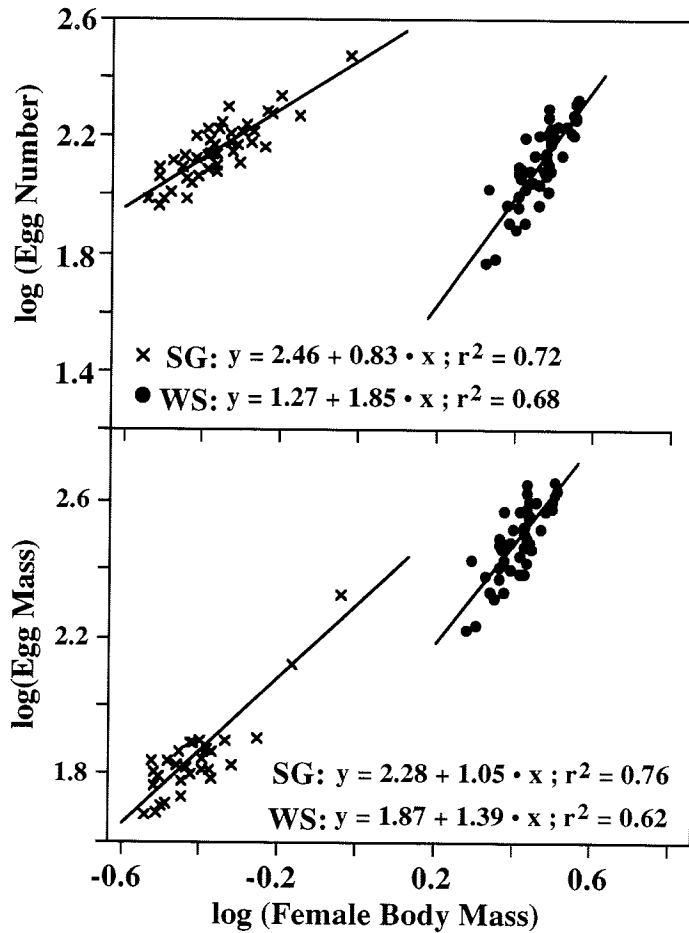 2.6
2.2
1.8
1.4
log (Egg Number)
× SG: y = 2.46 + 0.83 • x ; r² = 0.72
● WS: y = 1.27 + 1.85 • x ; r² = 0.68
2.6
2.2
1.8
log(Egg Mass)
SG: y = 2.28 + 1.05 • x ; r² = 0.76
WS: y = 1.87 + 1.39 • x ; r² = 0.62
-0.6 -0.2 0.2 0.6
log (Female Body Mass)